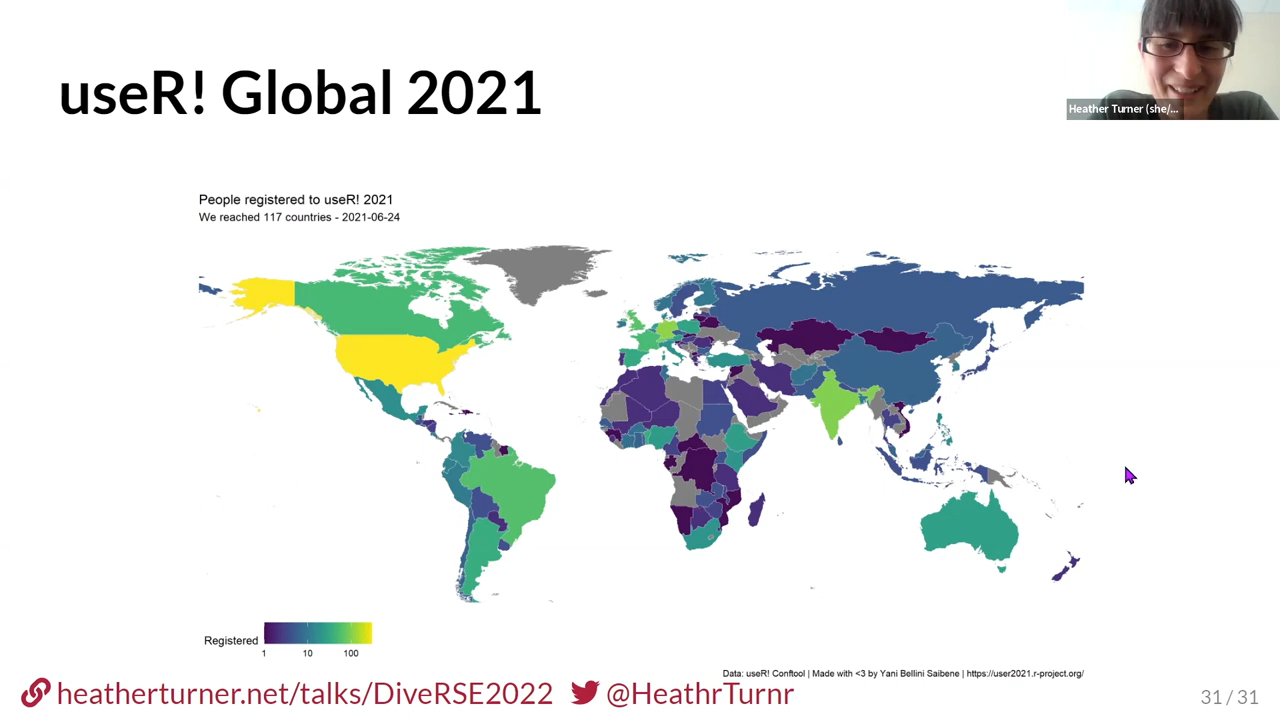 useR! Global 2021
Heather Turner (she/...
People registered to useR! 2021
We reached 117 countries - 2021-06-24
Registered
1 10 100
Data: useR! Conftool | Made with <3 by Yani Bellini Saibene | https://user2021.r-project.org/
heatherturner.net/talks/DiveRSE2022 @HeathrTurnr
31 / 31